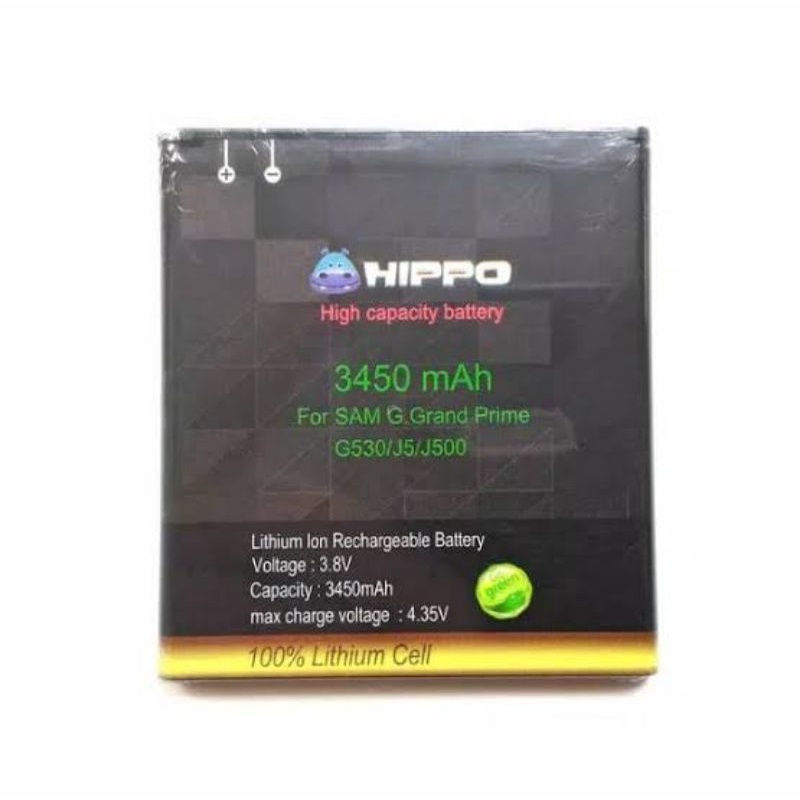 + −
HIPPO
High capacity battery
3450 mAh
For SAM G Grand Prime
G530/J5/J500
Lithium Ion Rechargeable Battery
Voltage : 3.8V
Capacity : 3450mAh
max charge voltage : 4.35V
green
100% Lithium Cell